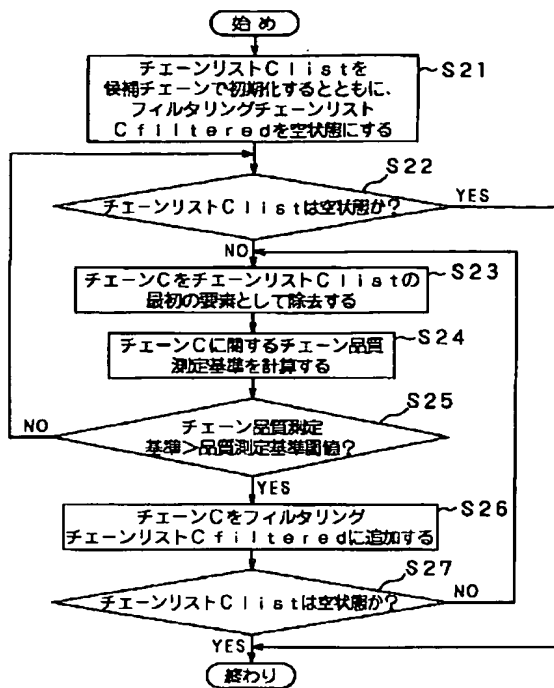 始め
チェーンリストＣｌｉｓｔを
候補チェーンで初期化するとともに、
フィルタリングチェーンリスト
Ｃｆｉｌｔｅｒｅｄを空状態にする
Ｓ２１
Ｓ２２
チェーンリストＣｌｉｓｔは空状態か？
YES
NO
チェーンＣをチェーンリストＣｌｉｓｔの
最初の要素として除去する
Ｓ２３
チェーンＣに関するチェーン品質
測定基準を計算する
Ｓ２４
Ｓ２５
チェーン品質測定
基準＞品質測定基準閾値？
NO
YES
チェーンＣをフィルタリング
チェーンリストＣｆｉｌｔｅｒｅｄに追加する
Ｓ２６
Ｓ２７
チェーンリストＣｌｉｓｔは空状態か？
NO
YES
終わり